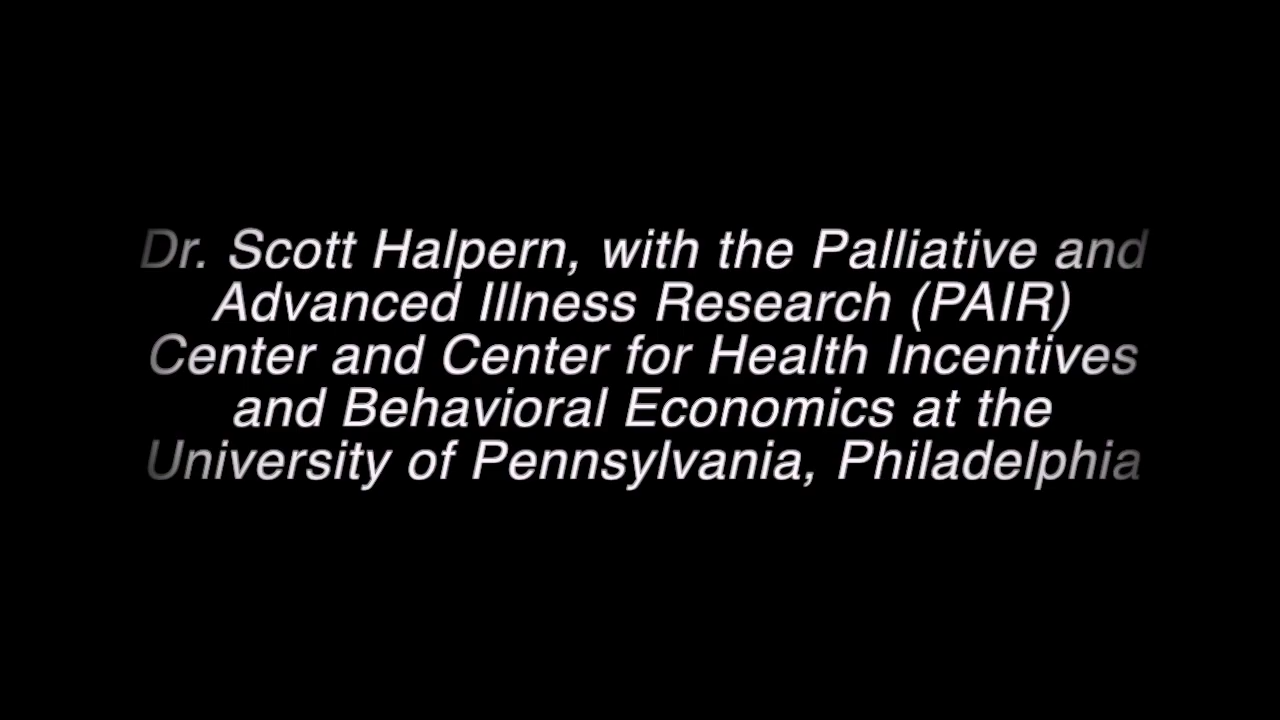 Dr. Scott Halpern, with the Palliative and
Advanced Illness Research (PAIR)
Center and Center for Health Incentives
and Behavioral Economics at the
University of Pennsylvania, Philadelphia